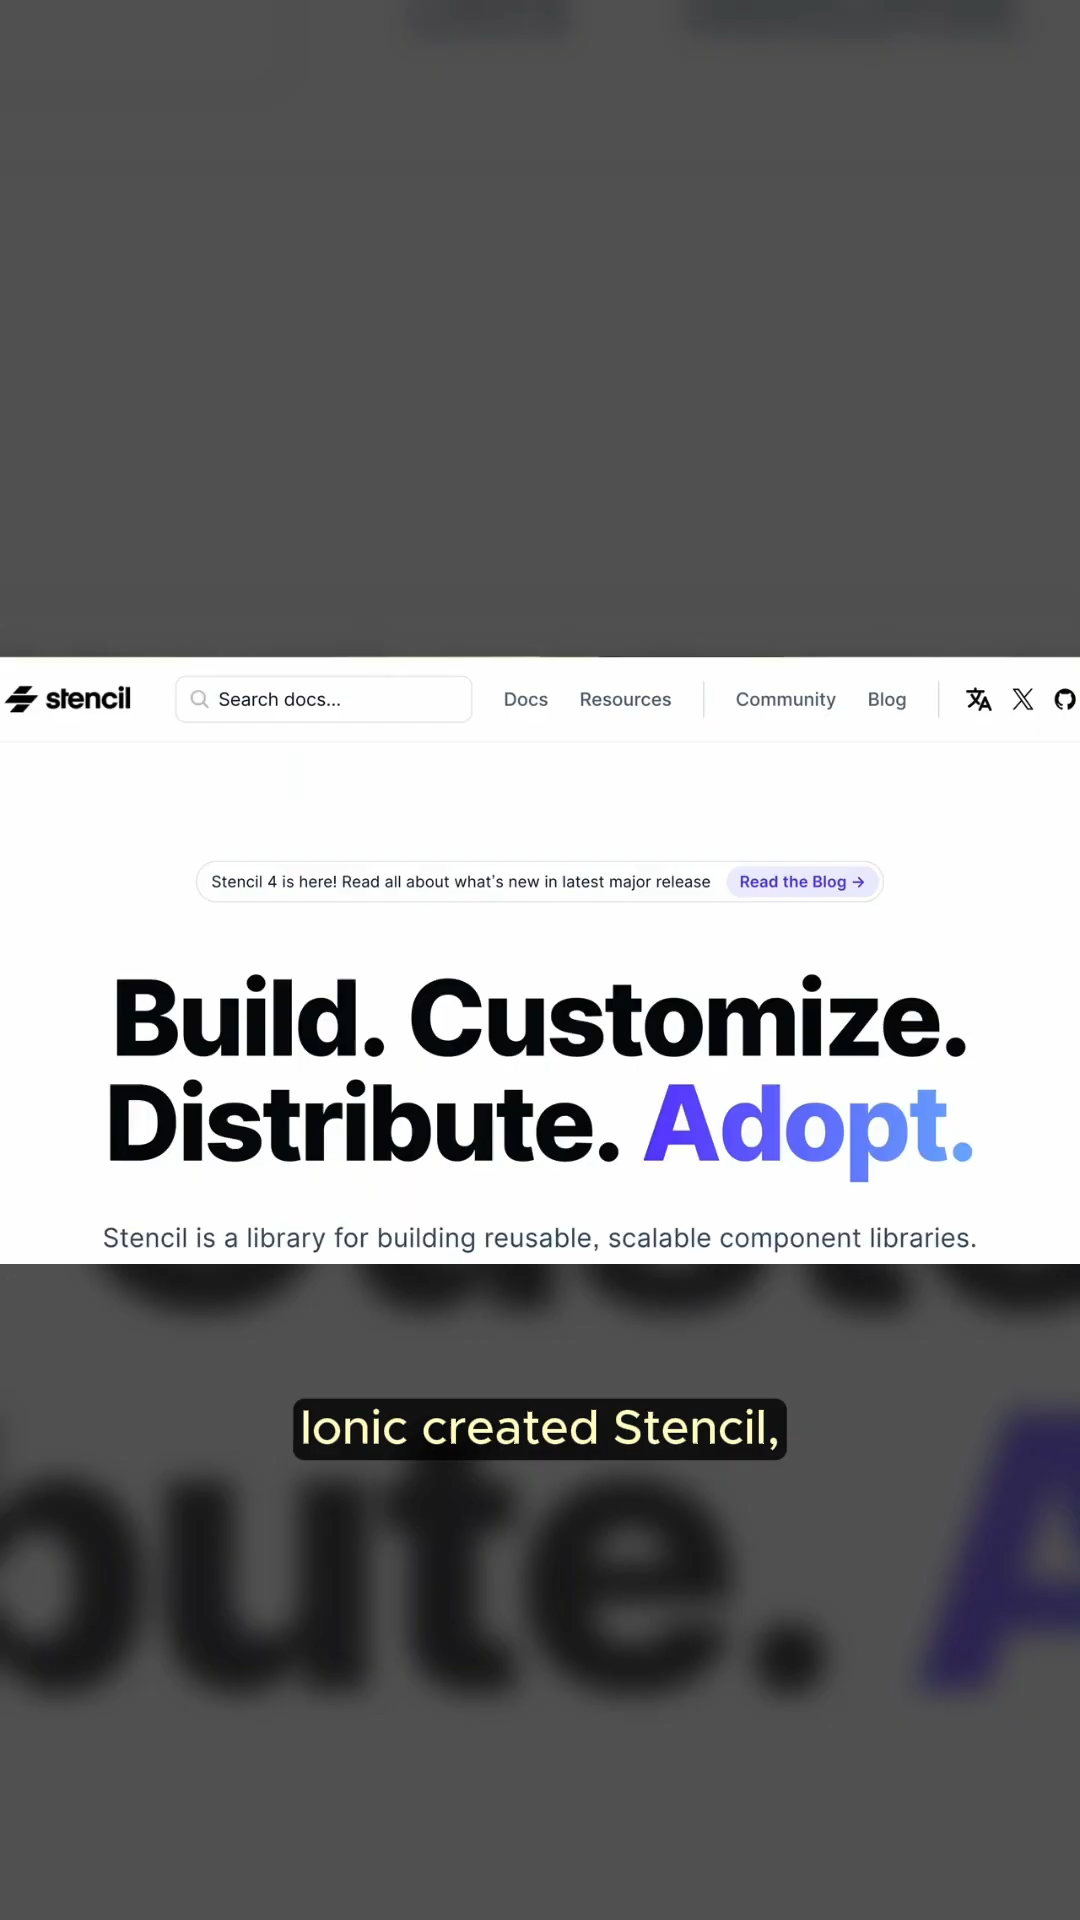 stencil
Search docs...
Docs
Resources
Community
Blog
Stencil 4 is here! Read all about what's new in latest major release
Read the Blog →
Build. Customize.
Distribute. Adopt.
Stencil is a library for building reusable, scalable component libraries.
Ionic created Stencil,
bute. A